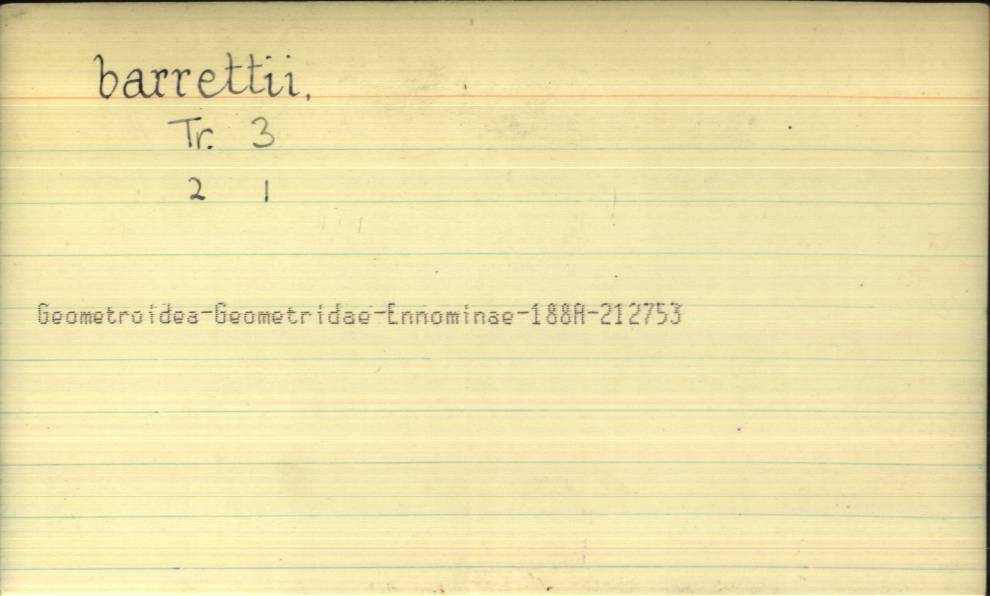 barrettii.
Tr. 3
2 1
Geometroidea-Geometridae-Ennominae-188A-212753